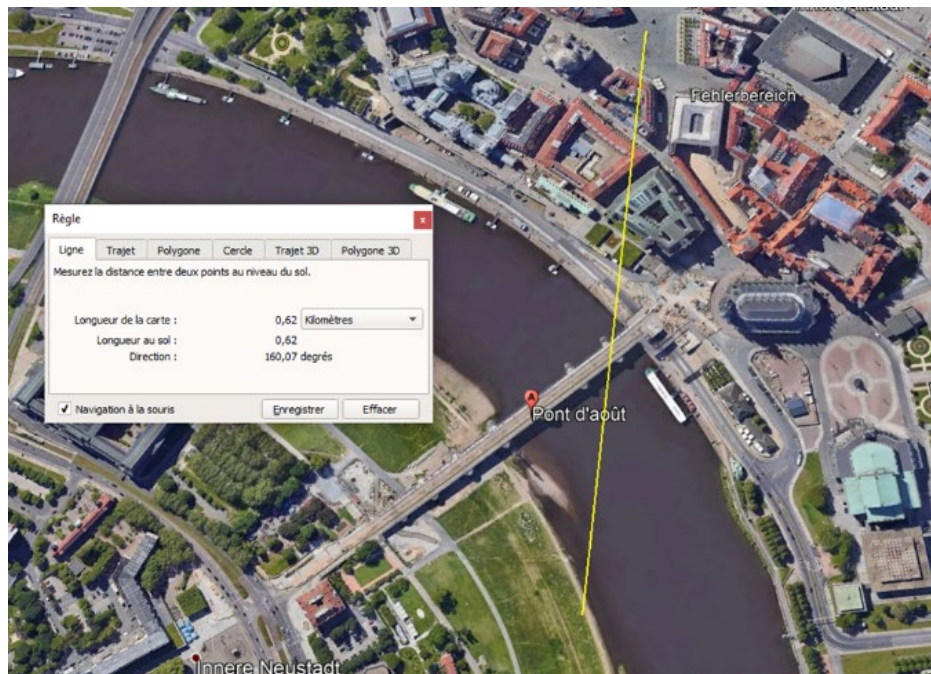 Fehlerbereich
Règle
x
Ligne Trajet Polygone Cercle Trajet 3D Polygone 3D
Mesurez la distance entre deux points au niveau du sol.
Longueur de la carte : 0,62 Kilomètres
Longueur au sol : 0,62
Direction : 160,07 degrés
Navigation à la souris Enregistrer Effacer
A
Pont d'août
Innere Neustadt